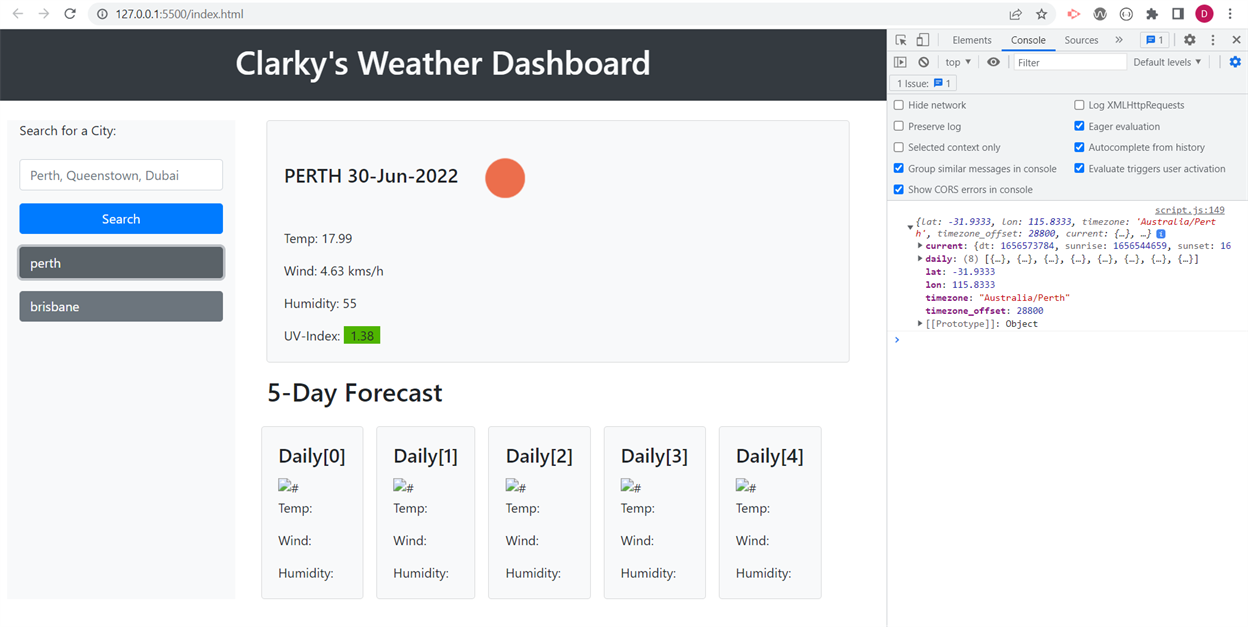 127.0.0.1:5500/index.html
D
Clarky's Weather Dashboard
Search for a City:
Perth, Queenstown, Dubai
Search
perth
brisbane
PERTH 30-Jun-2022
Temp: 17.99
Wind: 4.63 kms/h
Humidity: 55
UV-Index: 1.38
5-Day Forecast
Daily[0]
#
Temp:
Wind:
Humidity:
Daily[1]
#
Temp:
Wind:
Humidity:
Daily[2]
#
Temp:
Wind:
Humidity:
Daily[3]
#
Temp:
Wind:
Humidity:
Daily[4]
#
Temp:
Wind:
Humidity:
Elements Console Sources » 1
top ▼ Filter Default levels ▼
1 Issue: 1
Hide network Log XMLHttpRequests
Preserve log Eager evaluation
Selected context only Autocomplete from history
Group similar messages in console Evaluate triggers user activation
Show CORS errors in console
script.js:149
{lat: -31.9333, lon: 115.8333, timezone: 'Australia/Pert
h', timezone_offset: 28800, current: {…}, …} i
current: {dt: 1656573784, sunrise: 1656544659, sunset: 16
daily: (8) [{…}, {…}, {…}, {…}, {…}, {…}, {…}, {…}]
lat: -31.9333
lon: 115.8333
timezone: "Australia/Perth"
timezone_offset: 28800
[[Prototype]]: Object